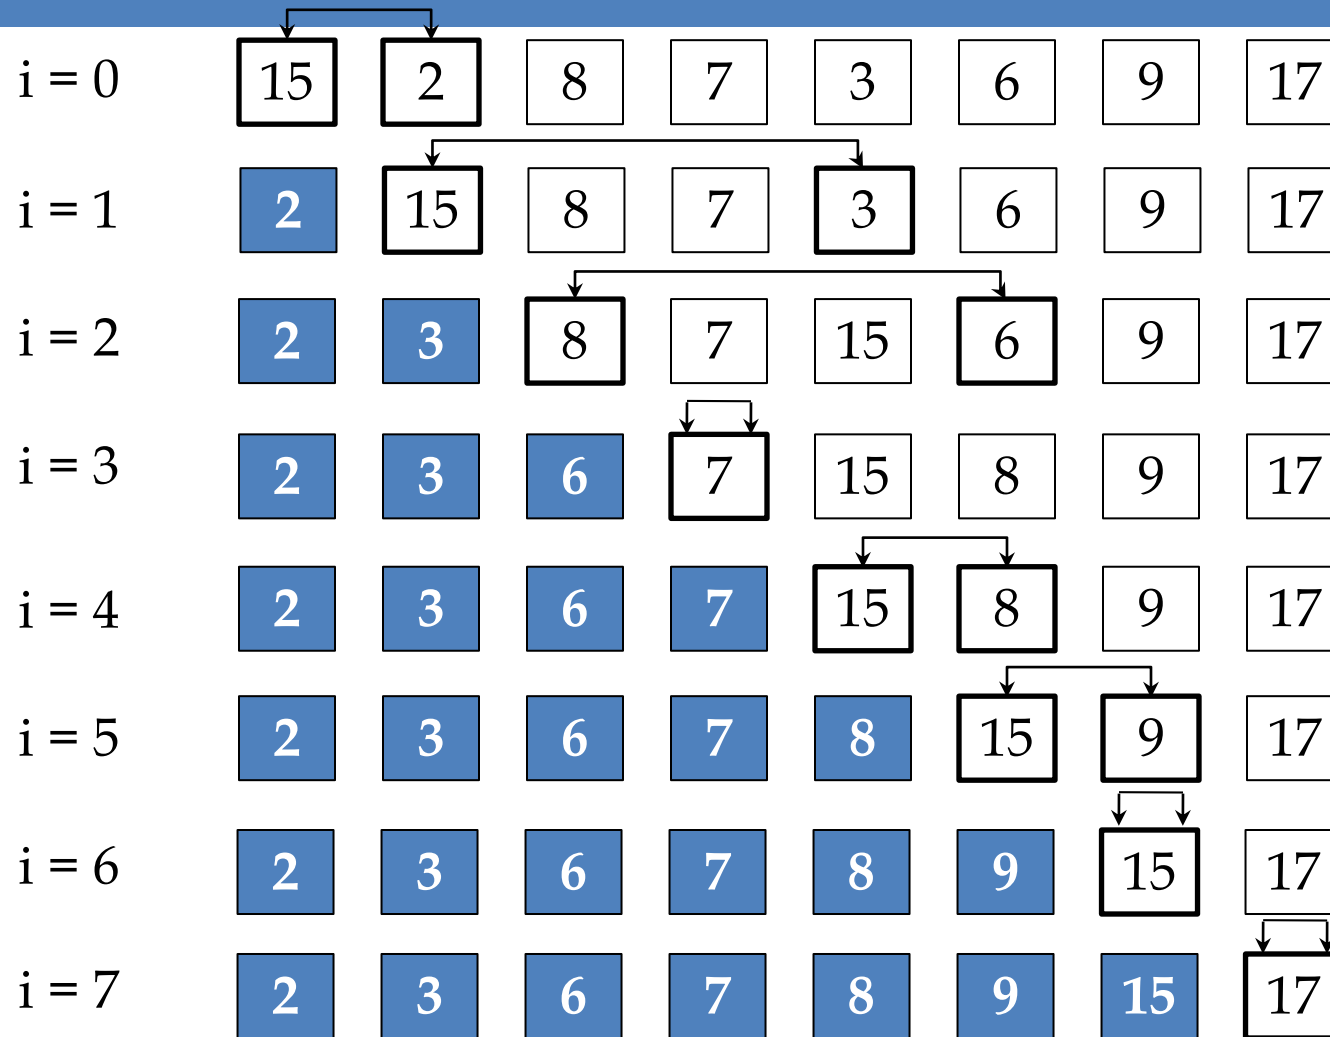 i = 0 15 2 8 7 3 6 9 17
i = 1 2 15 8 7 3 6 9 17
i = 2 2 3 8 7 15 6 9 17
i = 3 2 3 6 7 15 8 9 17
i = 4 2 3 6 7 15 8 9 17
i = 5 2 3 6 7 8 15 9 17
i = 6 2 3 6 7 8 9 15 17
i = 7 2 3 6 7 8 9 15 17